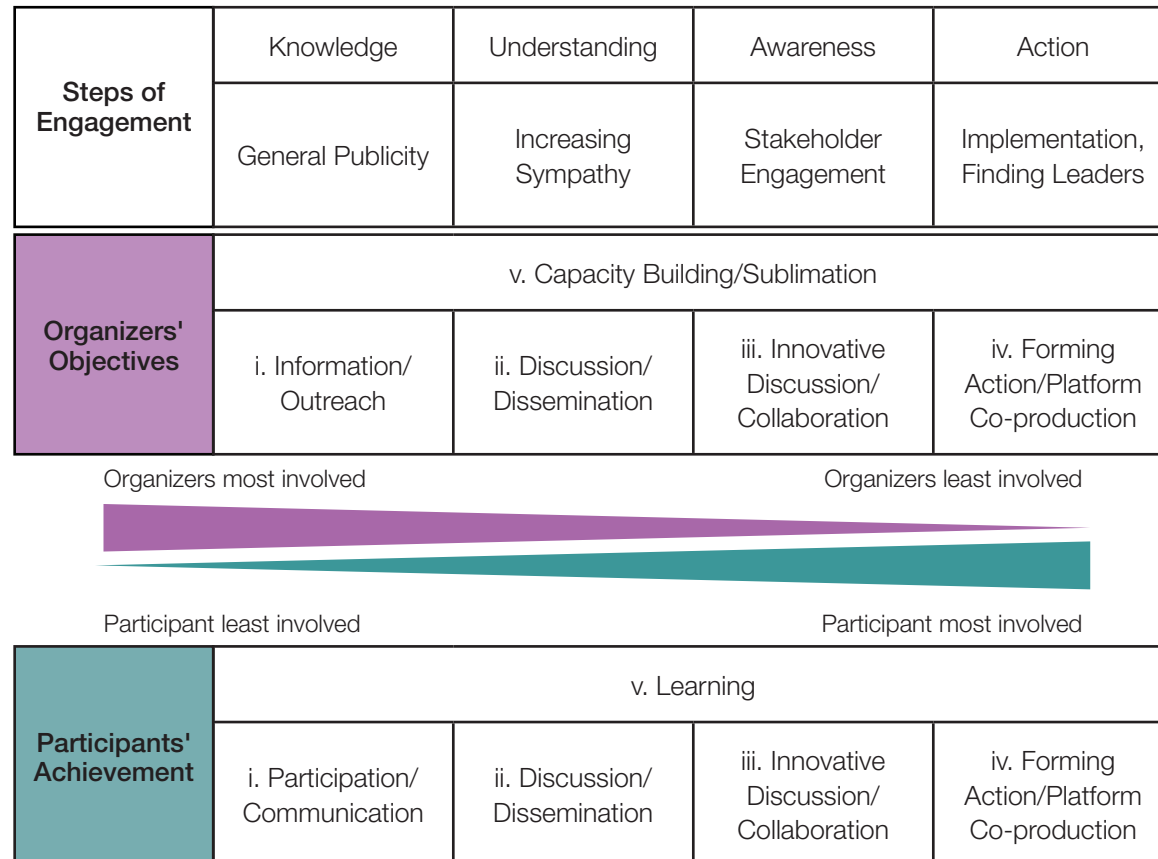 Steps of
Engagement
Knowledge
Understanding
Awareness
Action
General Publicity
Increasing
Sympathy
Stakeholder
Engagement
Implementation,
Finding Leaders
Organizers'
Objectives
v. Capacity Building/Sublimation
i. Information/
Outreach
ii. Discussion/
Dissemination
iii. Innovative
Discussion/
Collaboration
iv. Forming
Action/Platform
Co-production
Organizers most involved
Organizers least involved
Participant least involved
Participant most involved
Participants'
Achievement
v. Learning
i. Participation/
Communication
ii. Discussion/
Dissemination
iii. Innovative
Discussion/
Collaboration
iv. Forming
Action/Platform
Co-production